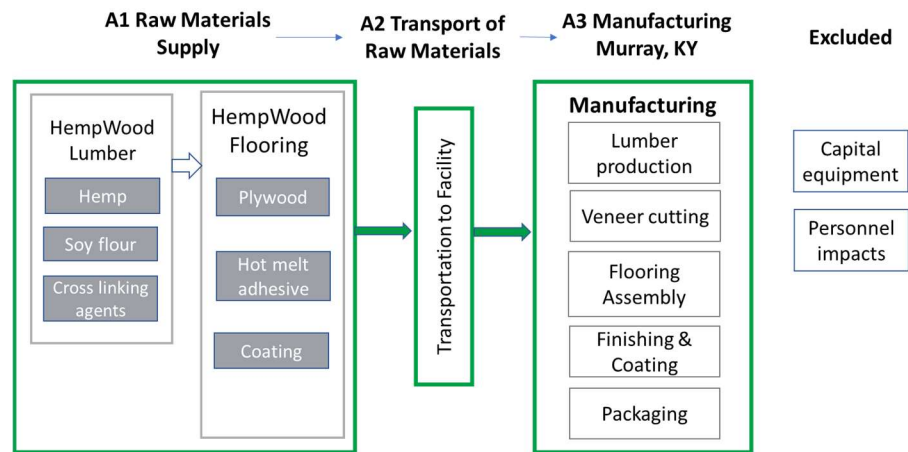 A1 Raw Materials
Supply
A2 Transport of
Raw Materials
A3 Manufacturing
Murray, KY
Excluded
HempWood
Lumber
Hemp
Soy flour
Cross linking
agents
HempWood
Flooring
Plywood
Hot melt
adhesive
Coating
Transportation to Facility
Manufacturing
Lumber
production
Veneer cutting
Flooring
Assembly
Finishing &
Coating
Packaging
Capital
equipment
Personnel
impacts